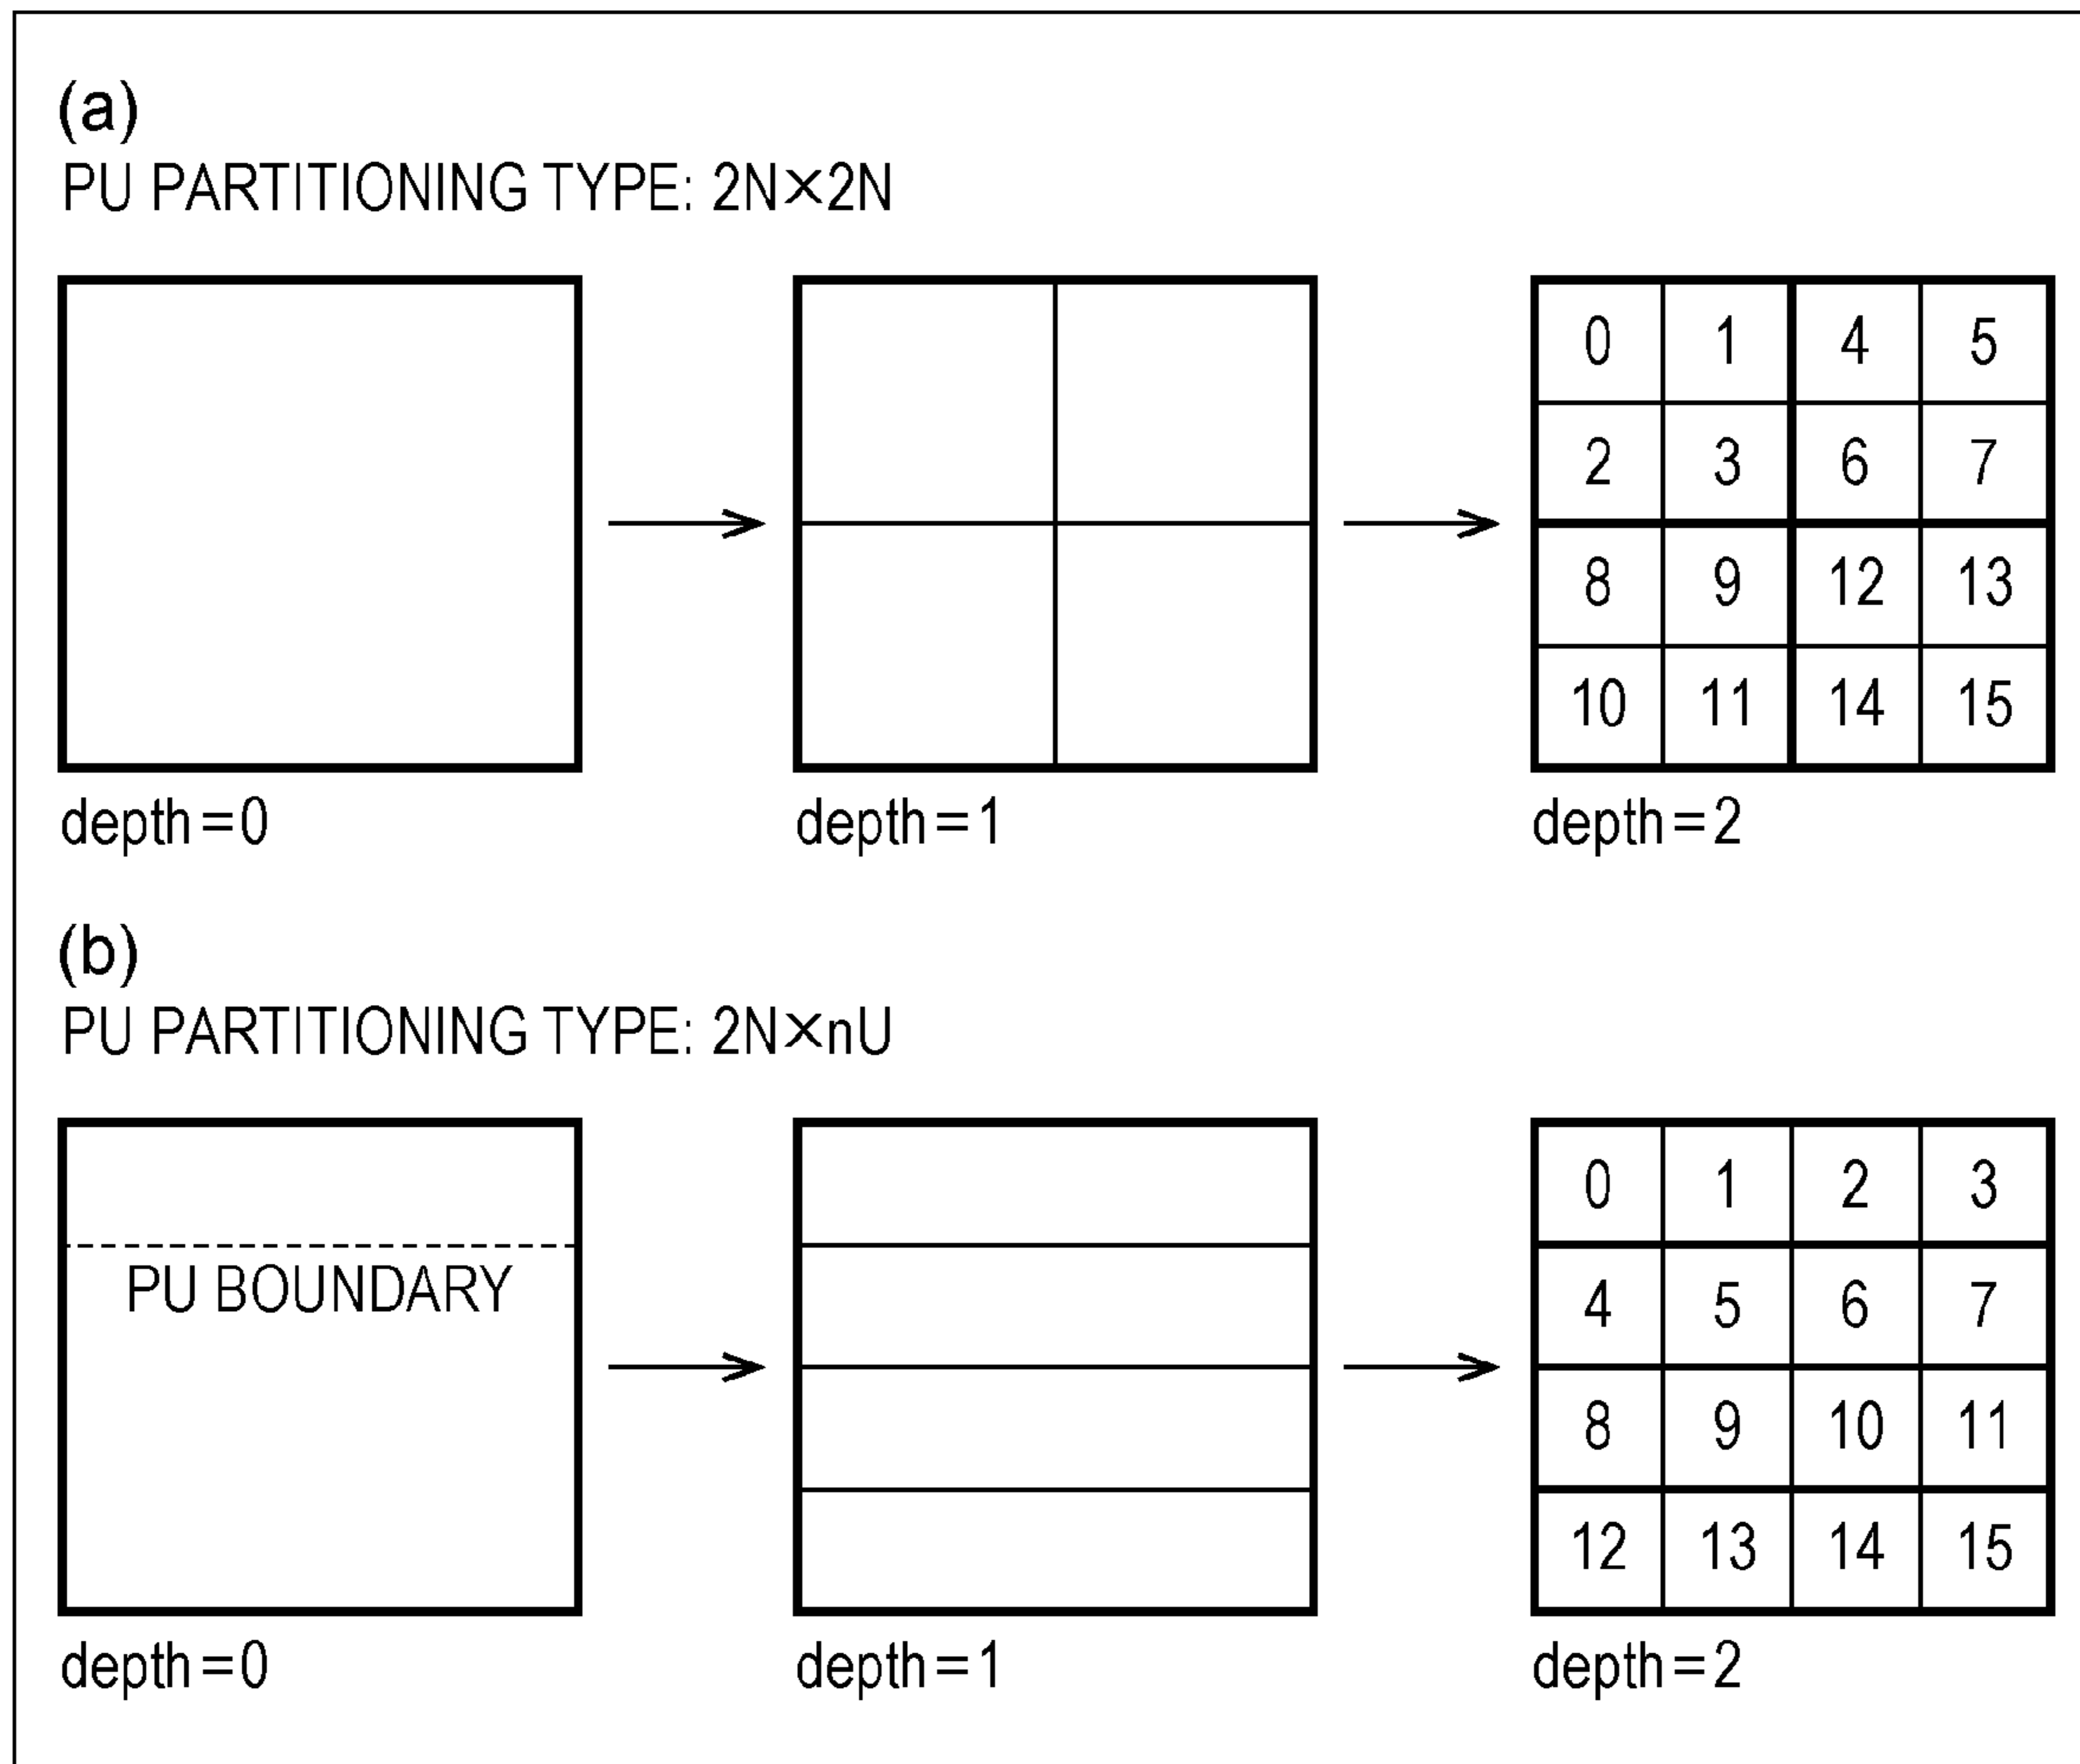 (a)
PU PARTITIONING TYPE: 2N×2N
0 1 4 5
2 3 6 7
8 9 12 13
10 11 14 15
depth=0 depth=1 depth=2
(b)
PU PARTITIONING TYPE: 2N×nU
PU BOUNDARY
0 1 2 3
4 5 6 7
8 9 10 11
12 13 14 15
depth=0 depth=1 depth=2